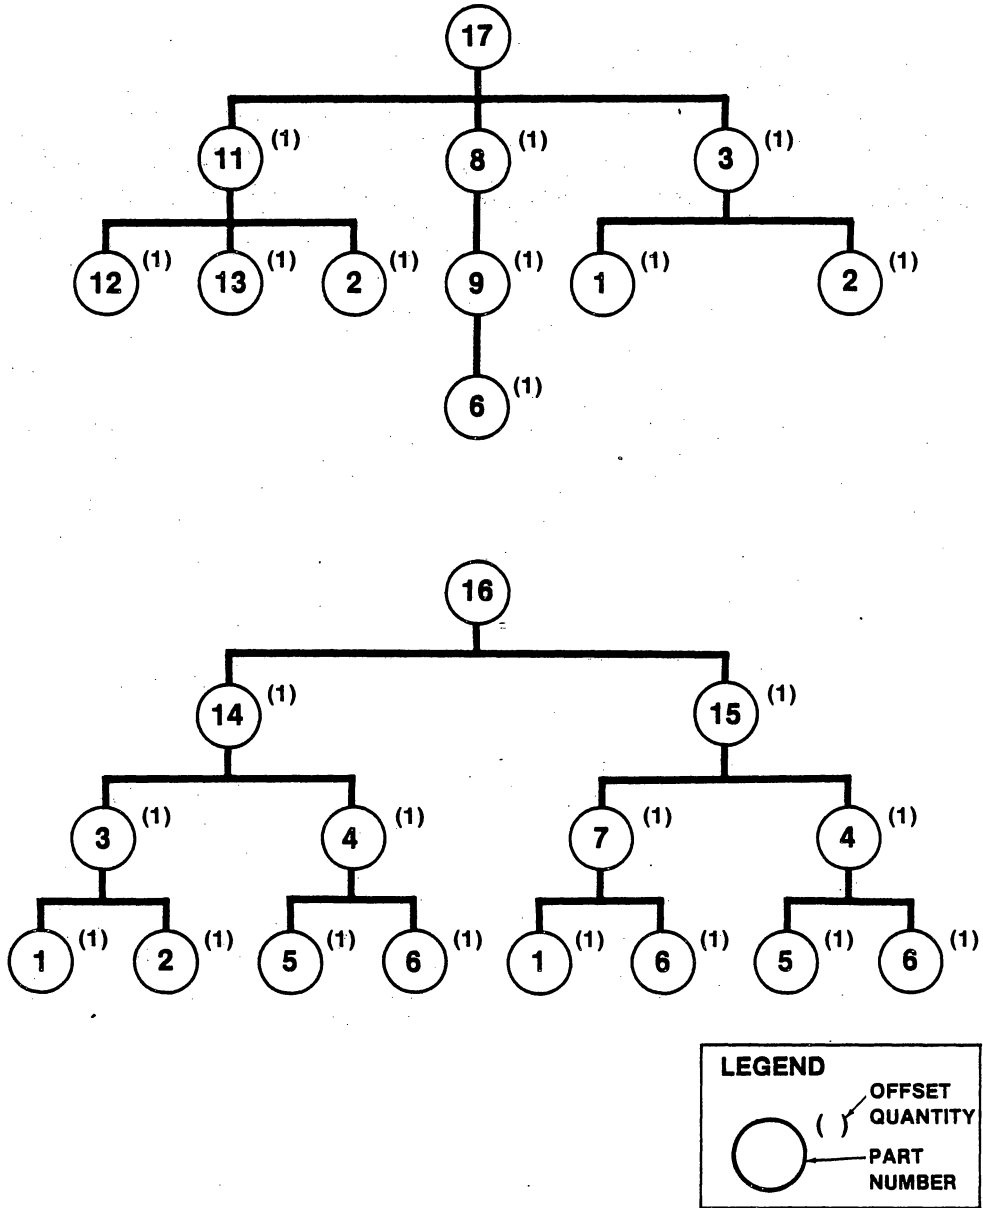 17
11 (1) 8 (1) 3 (1)
12 (1) 13 (1) 2 (1) 9 (1) 1 (1) 2 (1)
6 (1)
16
14 (1) 15 (1)
3 (1) 4 (1) 7 (1) 4 (1)
1 (1) 2 (1) 5 (1) 6 (1) 1 (1) 6 (1) 5 (1) 6 (1)
LEGEND
( ) OFFSET
QUANTITY
PART
NUMBER